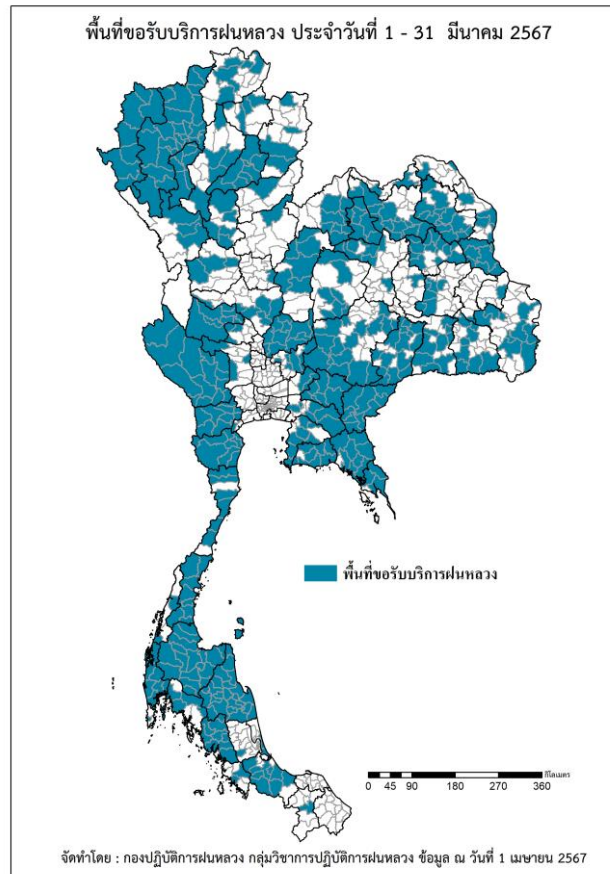 พื้นที่ขอรับบริการฝนหลวง ประจำวันที่ 1 - 31 มีนาคม 2567
พื้นที่ขอรับบริการฝนหลวง
กิโลเมตร
0 45 90 180 270 360
จัดทำโดย : กองปฏิบัติการฝนหลวง กลุ่มวิชาการปฏิบัติการฝนหลวง ข้อมูล ณ วันที่ 1 เมษายน 2567